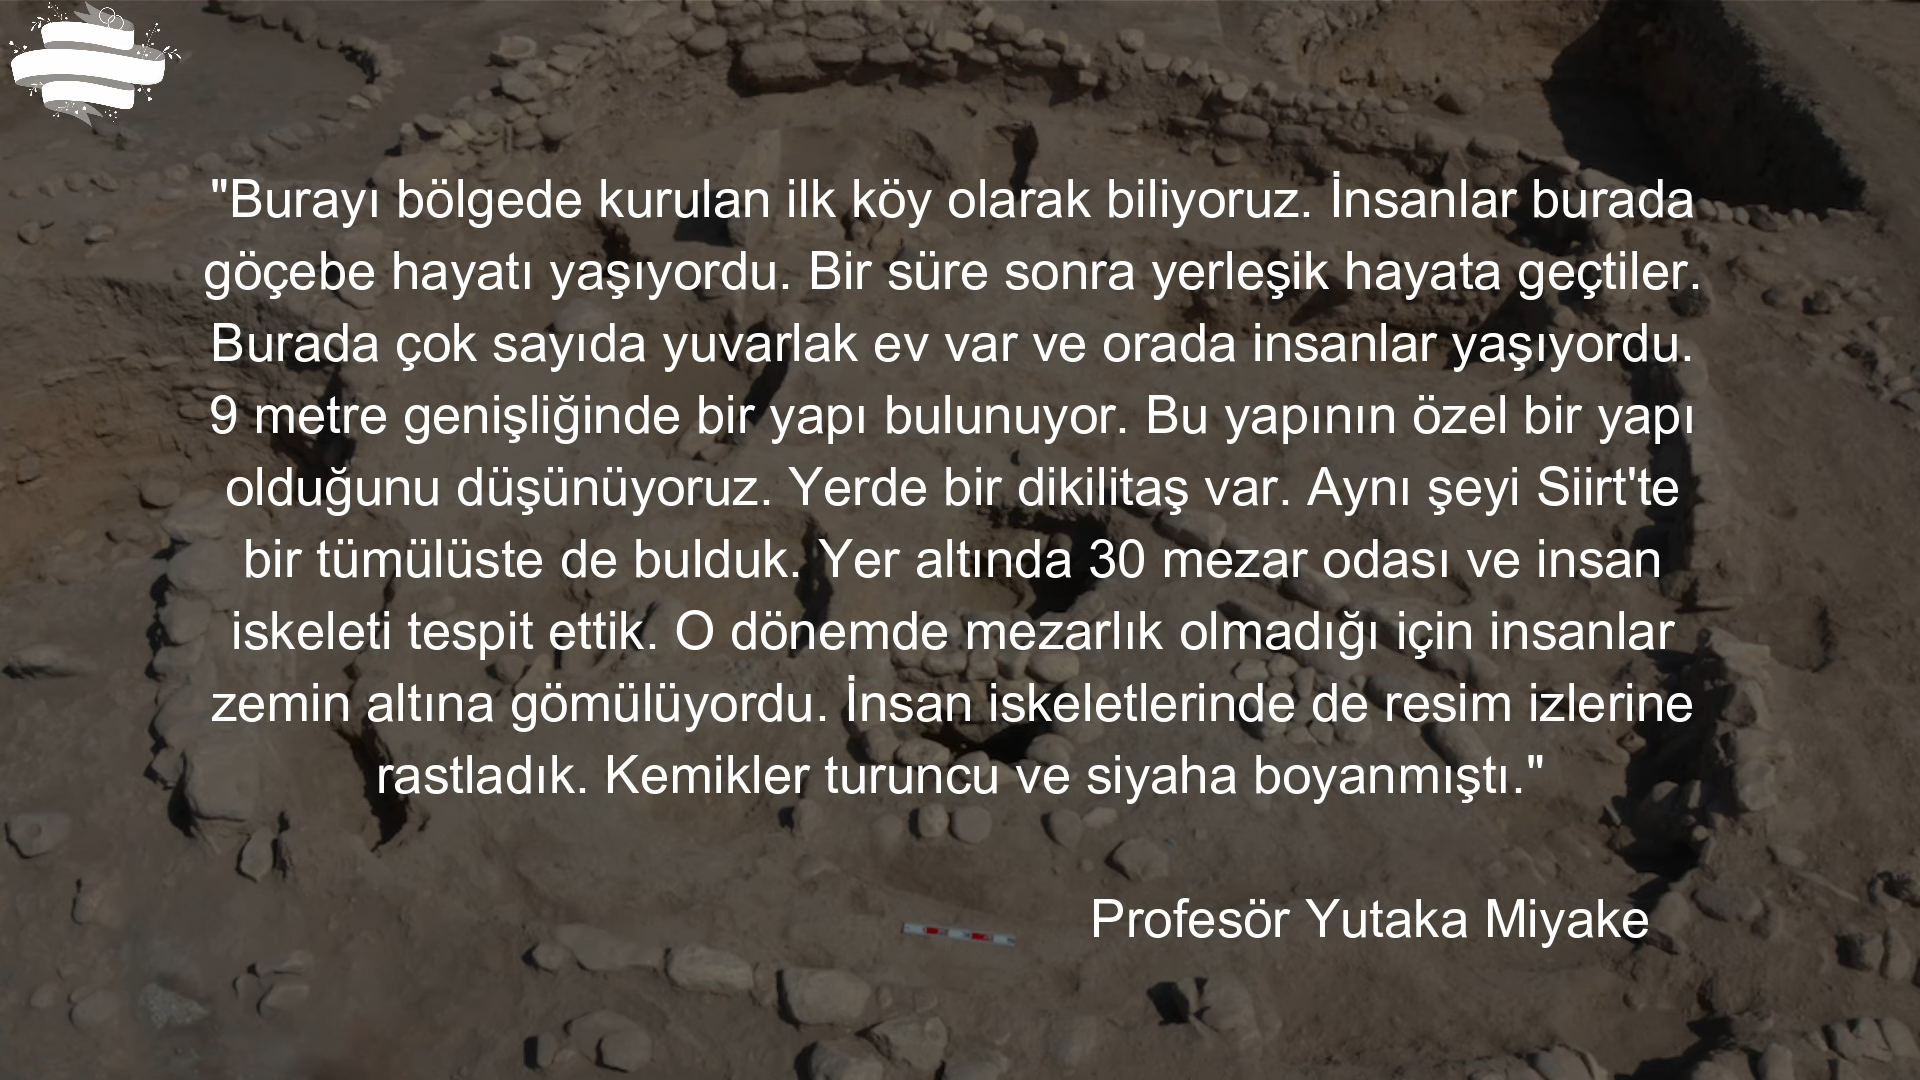 "Burayı bölgede kurulan ilk köy olarak biliyoruz. İnsanlar burada
göçebe hayatı yaşıyordu. Bir süre sonra yerleşik hayata geçtiler.
Burada çok sayıda yuvarlak ev var ve orada insanlar yaşıyordu.
9 metre genişliğinde bir yapı bulunuyor. Bu yapının özel bir yapı
olduğunu düşünüyoruz. Yerde bir dikilitaş var. Aynı şeyi Siirt'te
bir tümülüste de bulduk. Yer altında 30 mezar odası ve insan
iskeleti tespit ettik. O dönemde mezarlık olmadığı için insanlar
zemin altına gömülüyordu. İnsan iskeletlerinde de resim izlerine
rastladık. Kemikler turuncu ve siyaha boyanmıştı."
Profesör Yutaka Miyake